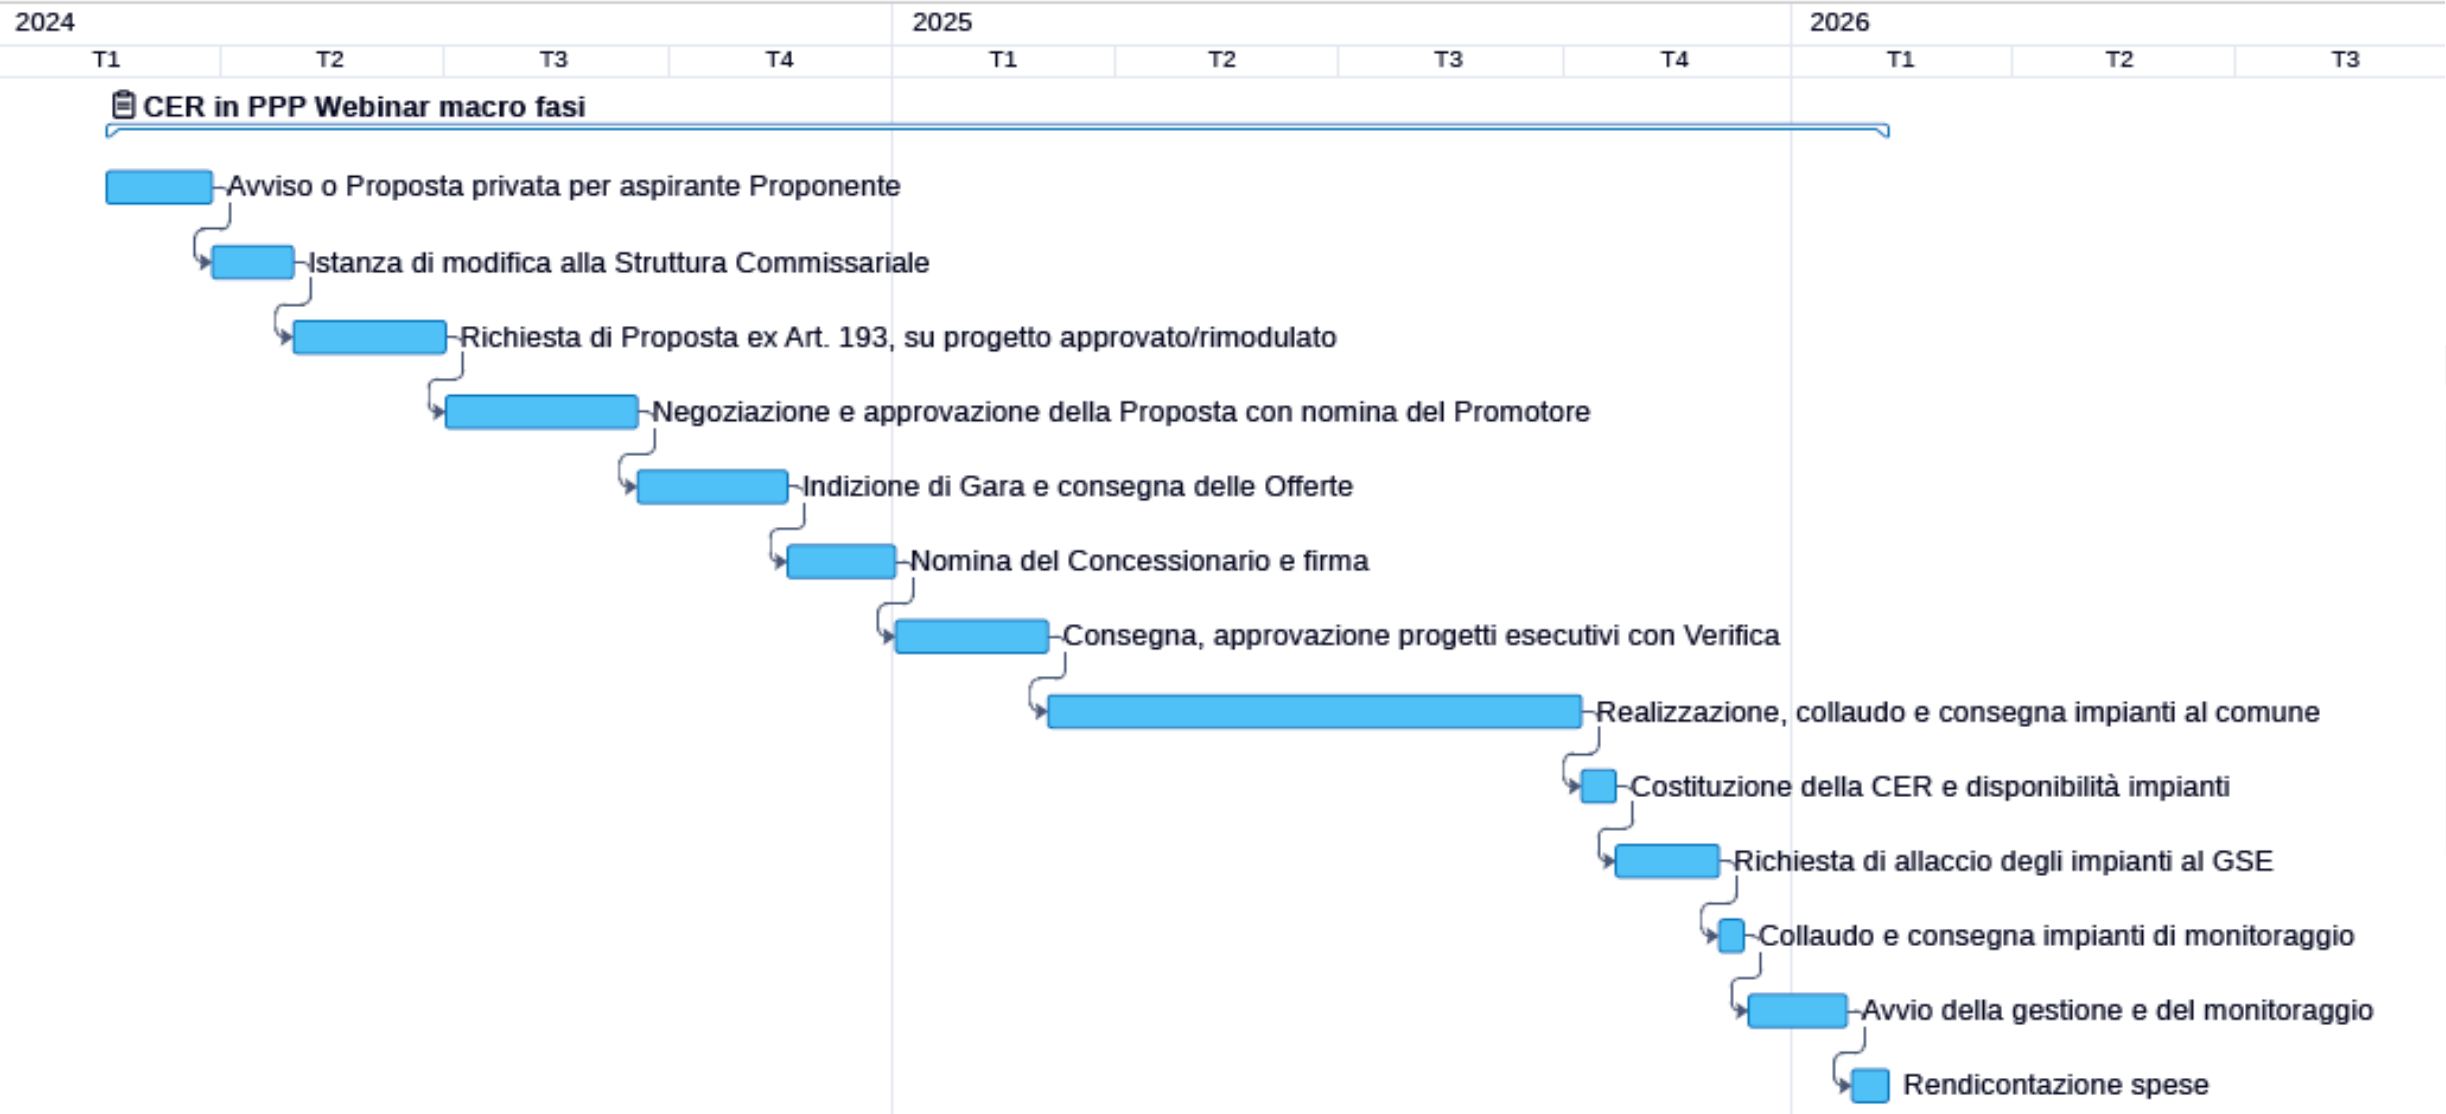 2024 2025 2026
T1 T2 T3 T4 T1 T2 T3 T4 T1 T2 T3
CER in PPP Webinar macro fasi
Avviso o Proposta privata per aspirante Proponente
Istanza di modifica alla Struttura Commissariale
Richiesta di Proposta ex Art. 193, su progetto approvato/rimodulato
Negoziazione e approvazione della Proposta con nomina del Promotore
Indizione di Gara e consegna delle Offerte
Nomina del Concessionario e firma
Consegna, approvazione progetti esecutivi con Verifica
Realizzazione, collaudo e consegna impianti al comune
Costituzione della CER e disponibilità impianti
Richiesta di allaccio degli impianti al GSE
Collaudo e consegna impianti di monitoraggio
Avvio della gestione e del monitoraggio
Rendicontazione spese